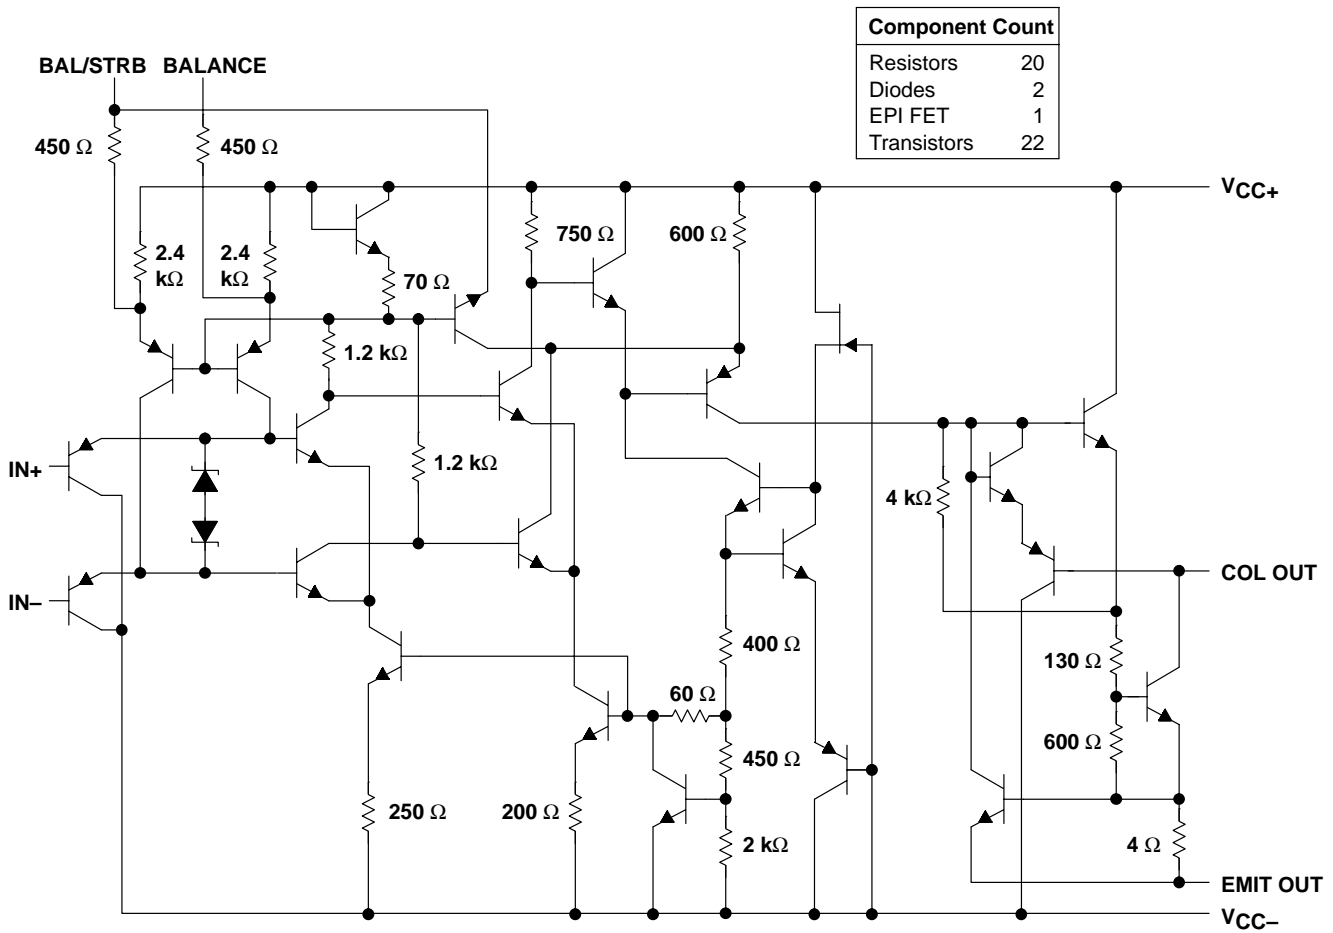 Component Count
Resistors 20
Diodes 2
EPI FET 1
Transistors 22
BAL/STRB BALANCE
450 Ω 450 Ω
VCC+
750 Ω 600 Ω
2.4 kΩ
2.4 kΩ
70 Ω
1.2 kΩ
IN+
1.2 kΩ
4 kΩ
COL OUT
IN–
400 Ω
130 Ω
60 Ω
600 Ω
450 Ω
250 Ω 200 Ω
2 kΩ
4 Ω
EMIT OUT
VCC–